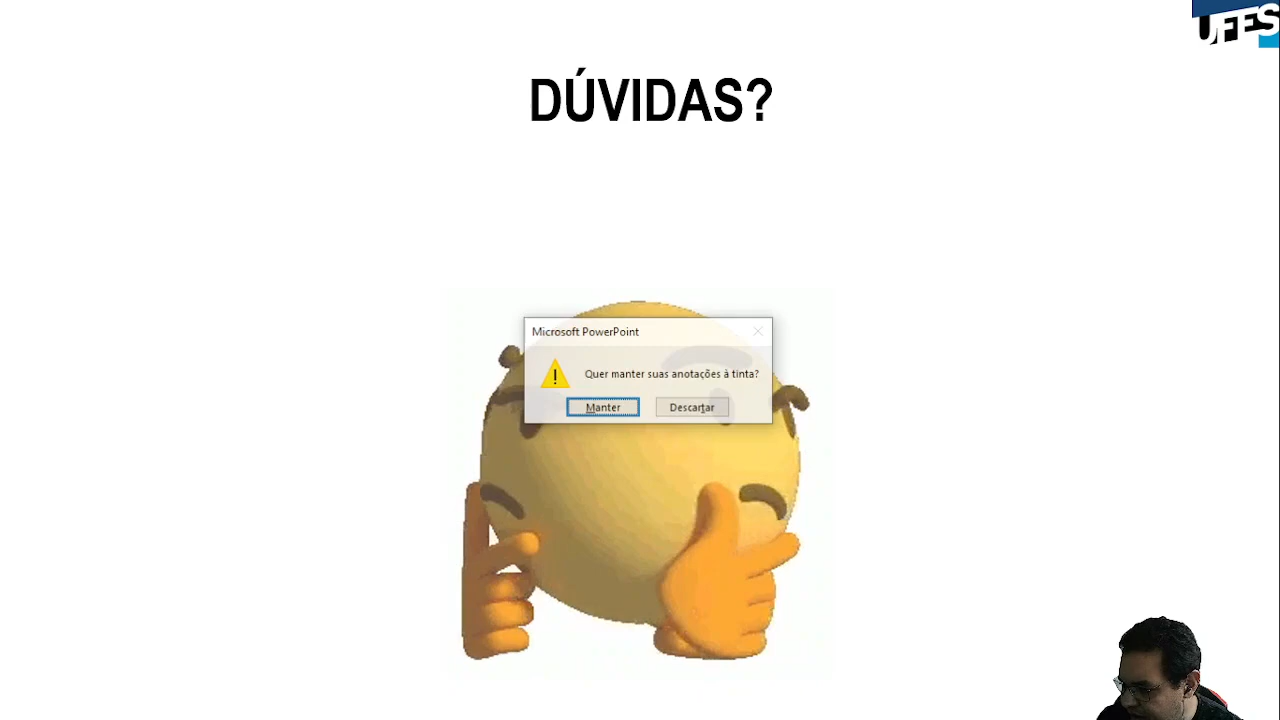 UFES
DÚVIDAS?
Microsoft PowerPoint
Quer manter suas anotações à tinta?
Manter
Descartar